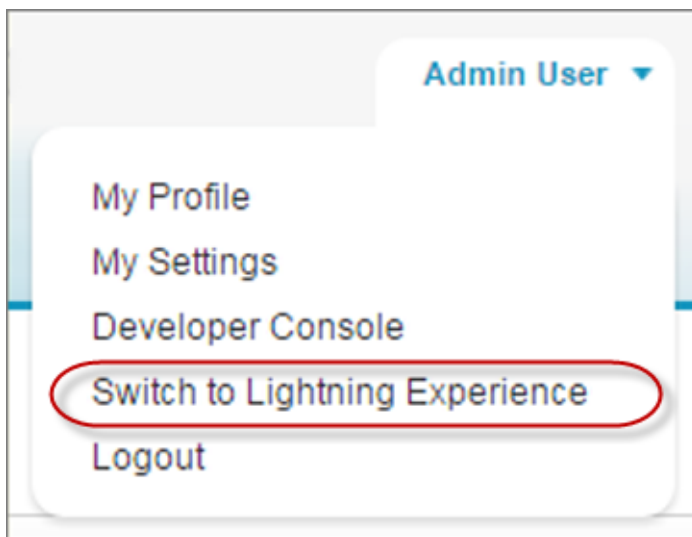 Admin User
My Profile
My Settings
Developer Console
Switch to Lightning Experience
Logout